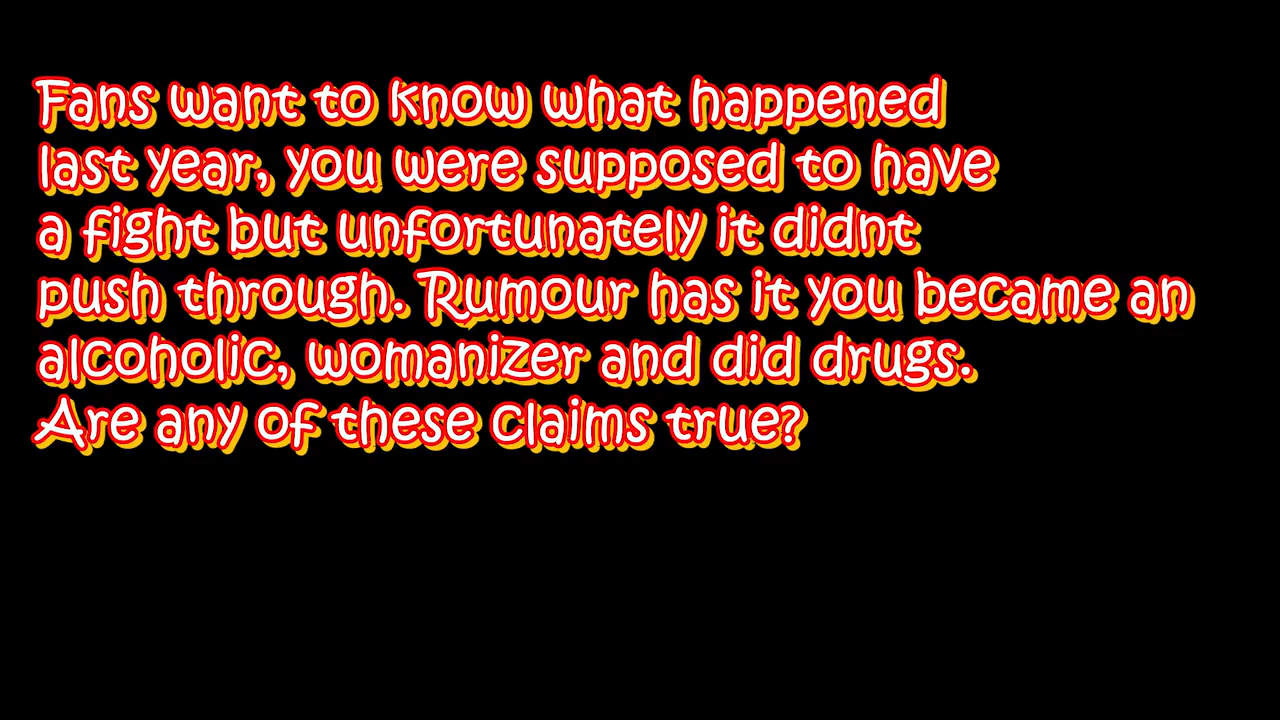 Fans want to know what happened
last year, you were supposed to have
a fight but unfortunately it didnt
push through. Rumour has it you became an
alcoholic, womanizer and did drugs.
Are any of these claims true?